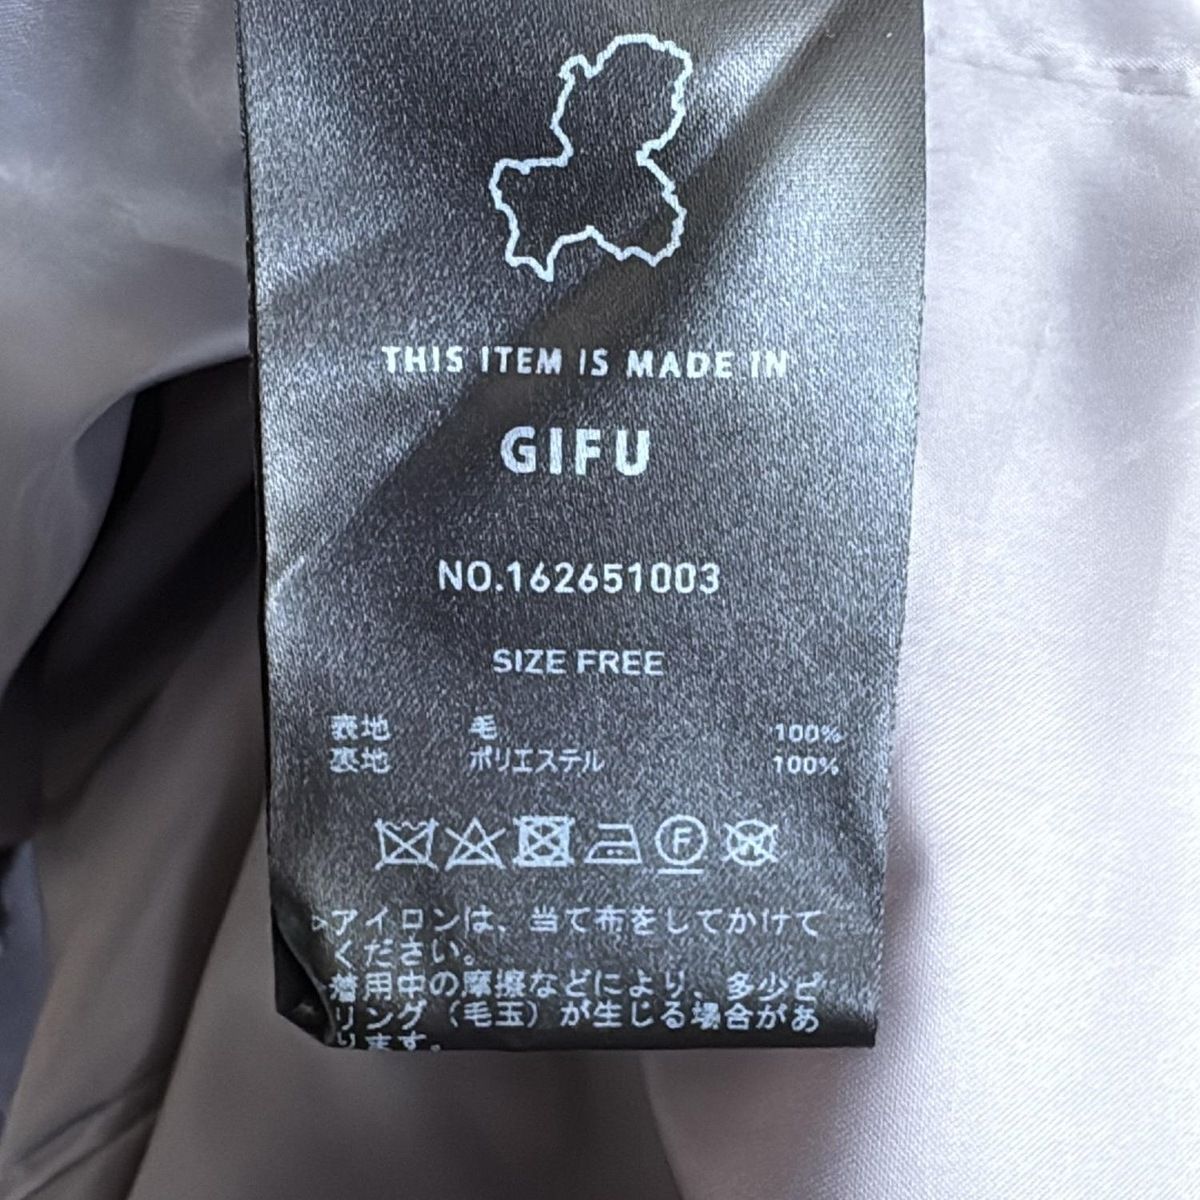 THIS ITEM IS MADE IN
GIFU
NO.162651003
SIZE FREE
表地 毛 100%
裏地 ポリエステル 100%
F
W
アイロンは、当て布をしてかけて
ください。
着用中の摩擦などにより、多少ピ
リング(毛玉)が生じる場合があ
ります。